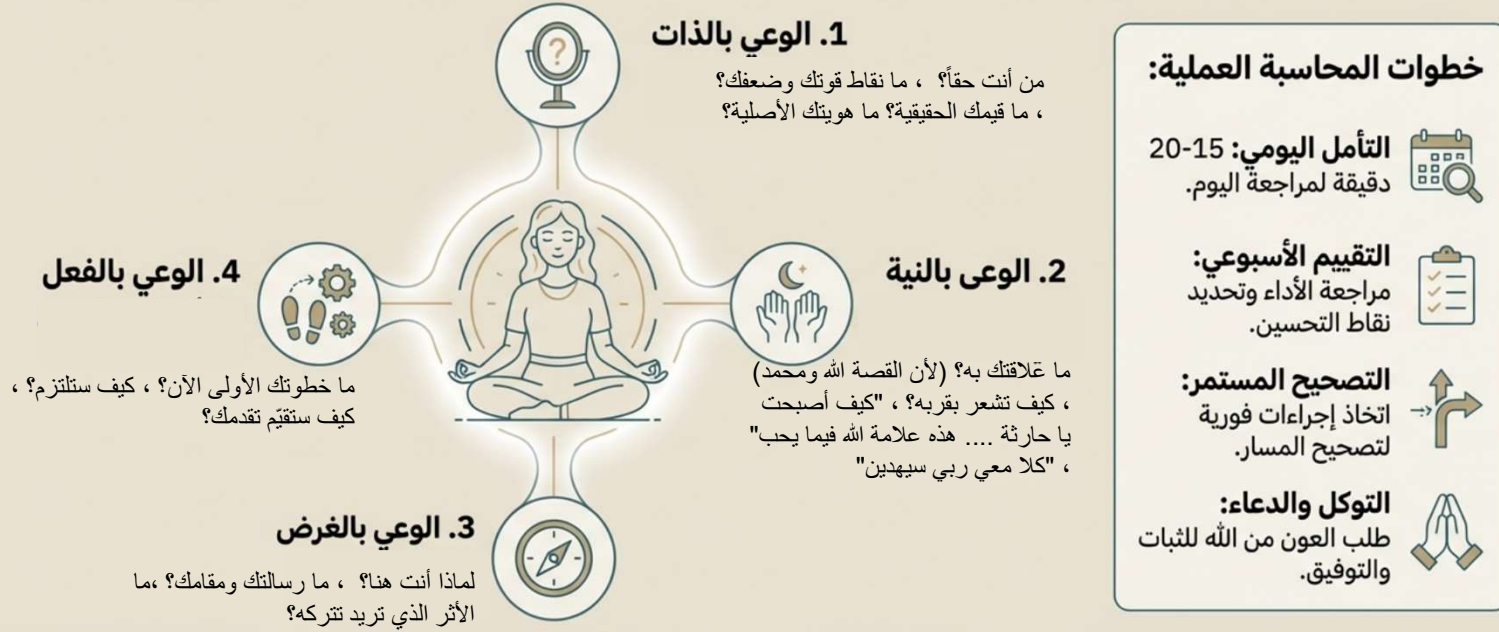 1. الوعي بالذات
من أنت حقاً؟ ، ما نقاط قوتك وضعفك؟
، ما قيمك الحقيقية؟ ما هويتك الأصلية؟
2. الوعى بالنية
ما علاقتك به؟ (لأن القصة الله ومحمد)
، كيف تشعر بقربه؟ ، "كيف أصبحت
يا حارثة .... هذه علامة الله فيما يحب"
، "كلا معي ربي سيهدين"
3. الوعي بالغرض
لماذا أنت هنا؟ ، ما رسالتك ومقامك؟ ،ما
الأثر الذي تريد تتركه؟
4. الوعي بالفعل
ما خطوتك الأولى الآن؟ ، كيف ستلتزم؟ ،
كيف ستقيّم تقدمك؟
خطوات المحاسبة العملية:
التأمل اليومي: 15-20
دقيقة لمراجعة اليوم.
التقييم الأسبوعي:
مراجعة الأداء وتحديد
نقاط التحسين.
التصحيح المستمر:
اتخاذ إجراءات فورية
لتصحيح المسار.
التوكل والدعاء:
طلب العون من الله للثبات
والتوفيق.
?